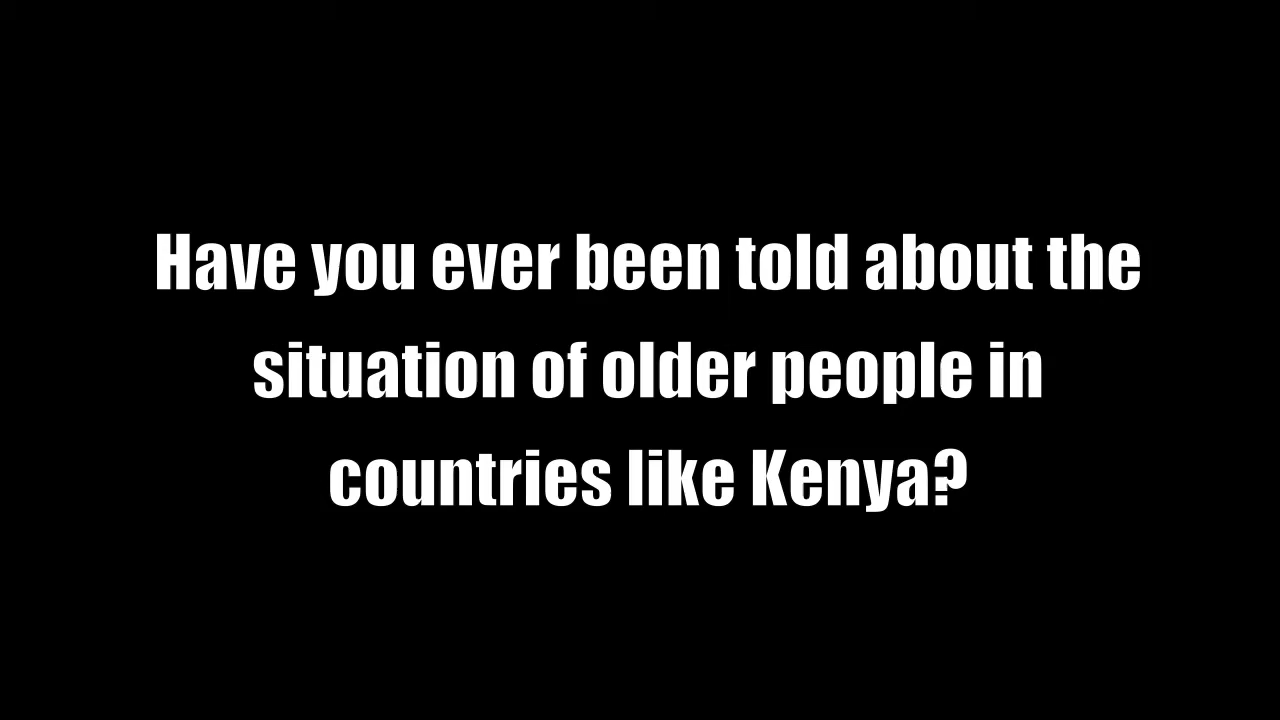 Have you ever been told about the
situation of older people in
countries like Kenya?